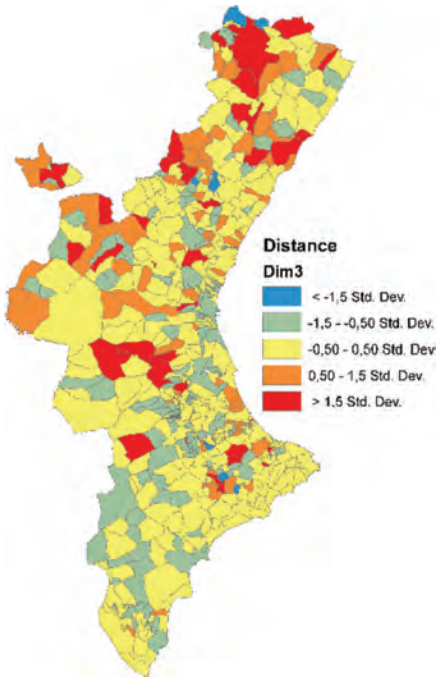 Distance
Dim3
< -1,5 Std. Dev.
-1,5 - -0,50 Std. Dev.
-0,50 - 0,50 Std. Dev.
0,50 - 1,5 Std. Dev.
> 1,5 Std. Dev.